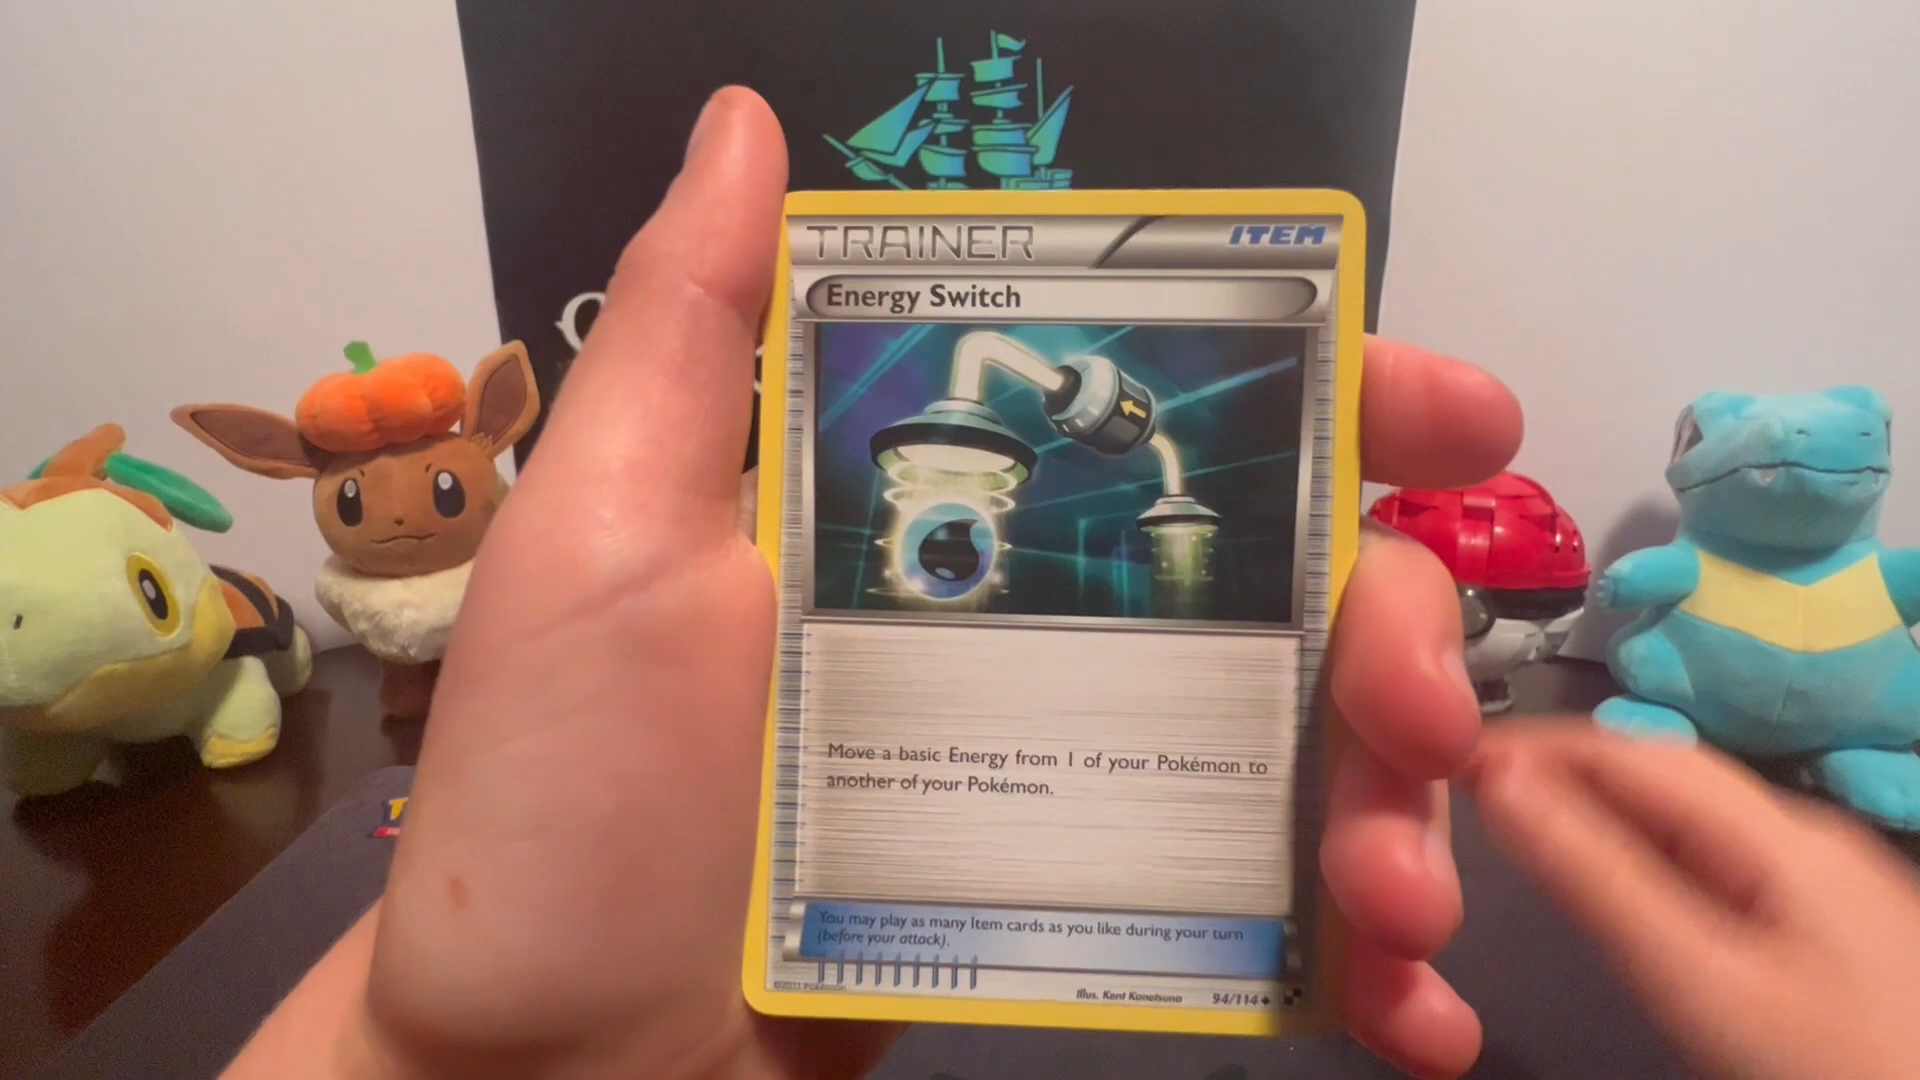 TRAINER
ITEM
Energy Switch
Move a basic Energy from 1 of your Pokémon to
another of your Pokémon.
You may play as many Item cards as you like during your turn
(before your attack).
©2011 Pokémon
Illus. Kent Kanetsuna
94/114